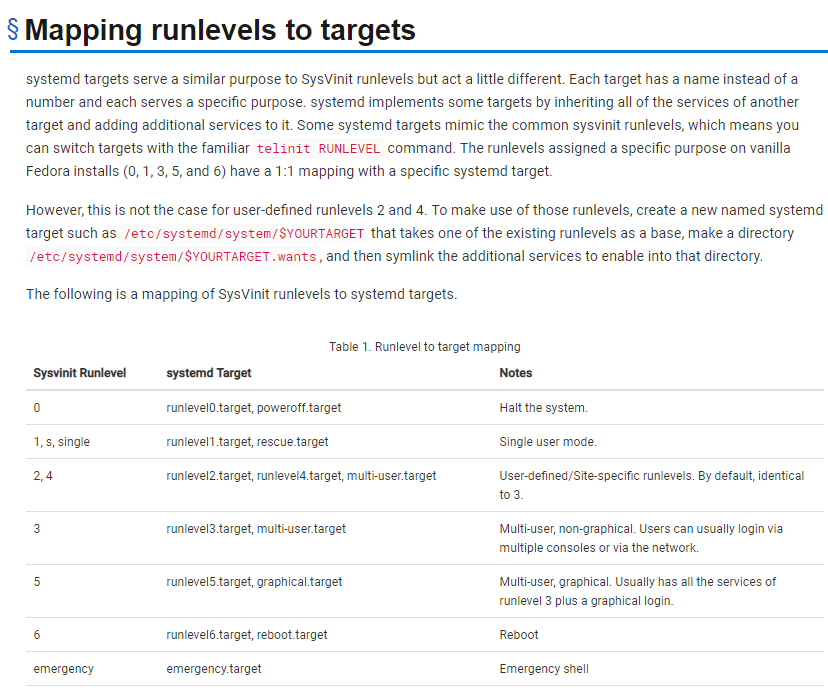 § Mapping runlevels to targets
systemd targets serve a similar purpose to SysVinit runlevels but act a little different. Each target has a name instead of a
number and each serves a specific purpose. systemd implements some targets by inheriting all of the services of another
target and adding additional services to it. Some systemd targets mimic the common sysvinit runlevels, which means you
can switch targets with the familiar telinit RUNLEVEL command. The runlevels assigned a specific purpose on vanilla
Fedora installs (0, 1, 3, 5, and 6) have a 1:1 mapping with a specific systemd target.
However, this is not the case for user-defined runlevels 2 and 4. To make use of those runlevels, create a new named systemd
target such as /etc/systemd/system/$YOURTARGET that takes one of the existing runlevels as a base, make a directory
/etc/systemd/system/$YOURTARGET.wants, and then symlink the additional services to enable into that directory.
The following is a mapping of SysVinit runlevels to systemd targets.
Table 1. Runlevel to target mapping
Sysvinit Runlevel systemd Target Notes
0 runlevel0.target, poweroff.target Halt the system.
1, s, single runlevel1.target, rescue.target Single user mode.
2, 4 runlevel2.target, runlevel4.target, multi-user.target User-defined/Site-specific runlevels. By default, identical
to 3.
3 runlevel3.target, multi-user.target Multi-user, non-graphical. Users can usually login via
multiple consoles or via the network.
5 runlevel5.target, graphical.target Multi-user, graphical. Usually has all the services of
runlevel 3 plus a graphical login.
6 runlevel6.target, reboot.target Reboot
emergency emergency.target Emergency shell